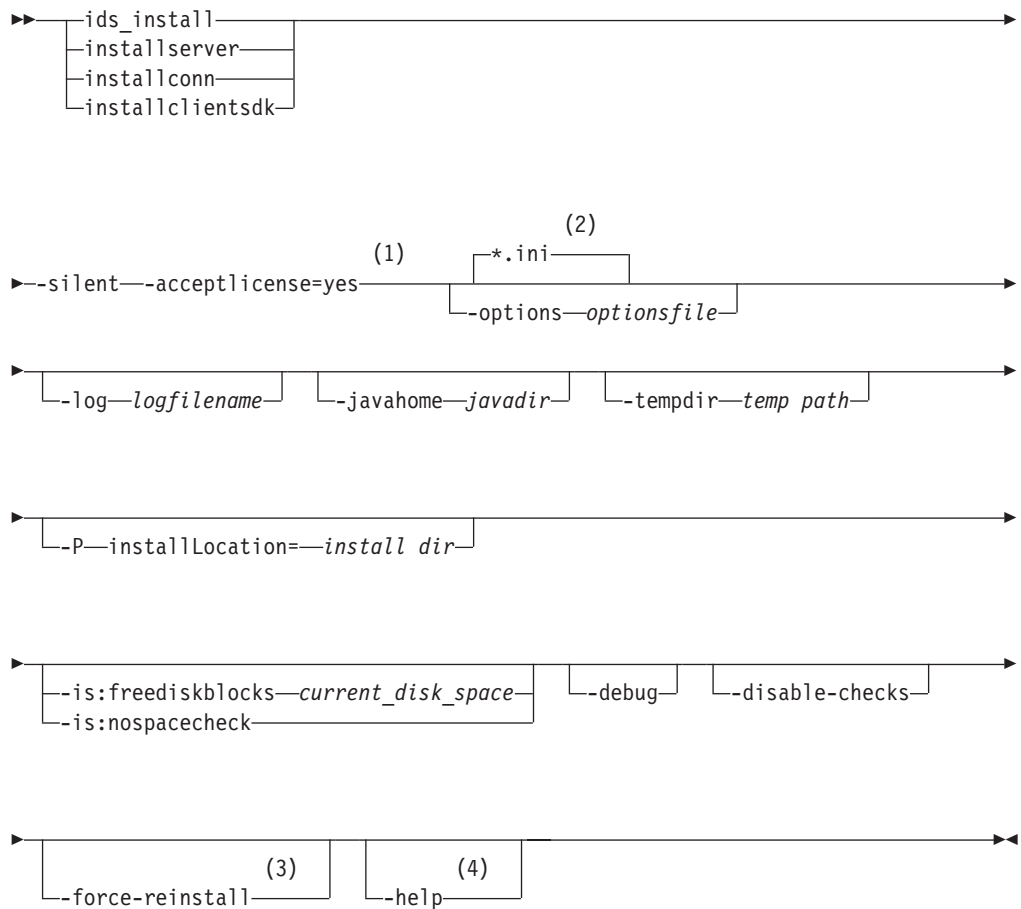 ids_install
installserver
installconn
installclientsdk
(1) (2)
*.ini
-silent -acceptlicense=yes
-options optionsfile
-log logfilename -javahome javadir -tempdir temp path
-P installLocation= install dir
-is:freediskblocks current_disk_space -debug -disable-checks
-is:nospacecheck
(3) (4)
-force-reinstall -help